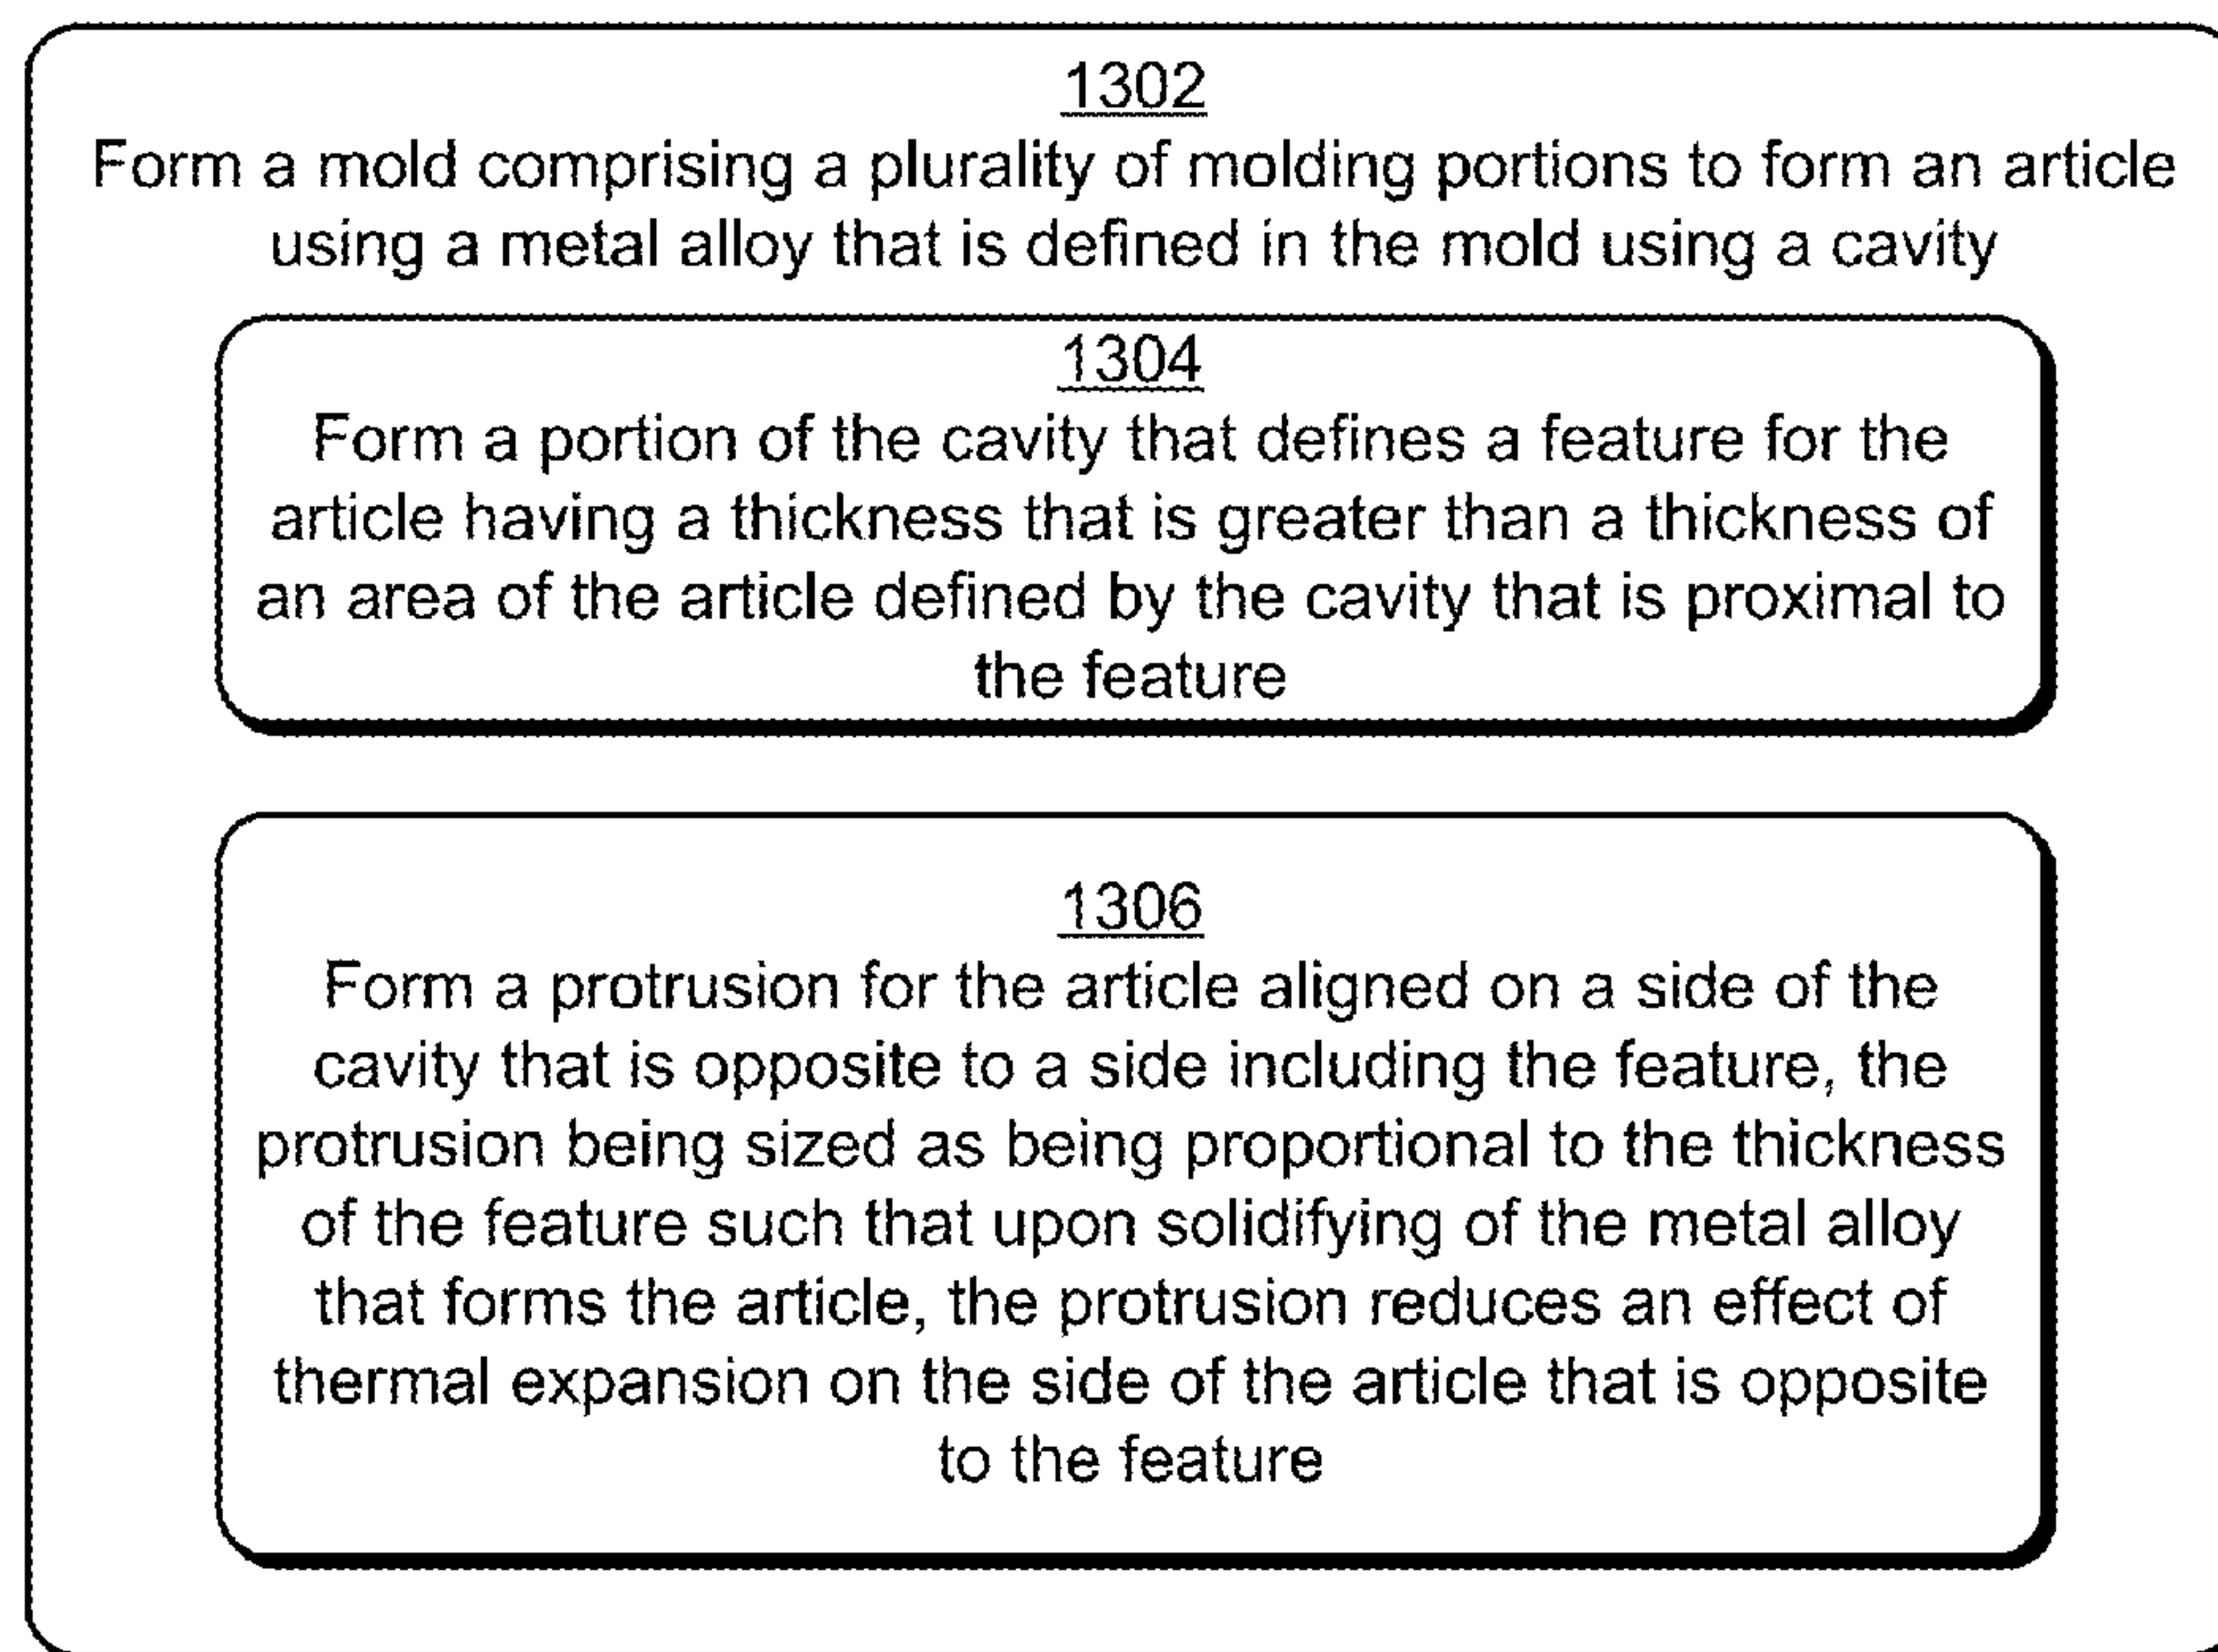 1302
Form a mold comprising a plurality of molding portions to form an article
using a metal alloy that is defined in the mold using a cavity
1304
Form a portion of the cavity that defines a feature for the
article having a thickness that is greater than a thickness of
an area of the article defined by the cavity that is proximal to
the feature
1306
Form a protrusion for the article aligned on a side of the
cavity that is opposite to a side including the feature, the
protrusion being sized as being proportional to the thickness
of the feature such that upon solidifying of the metal alloy
that forms the article, the protrusion reduces an effect of
thermal expansion on the side of the article that is opposite
to the feature